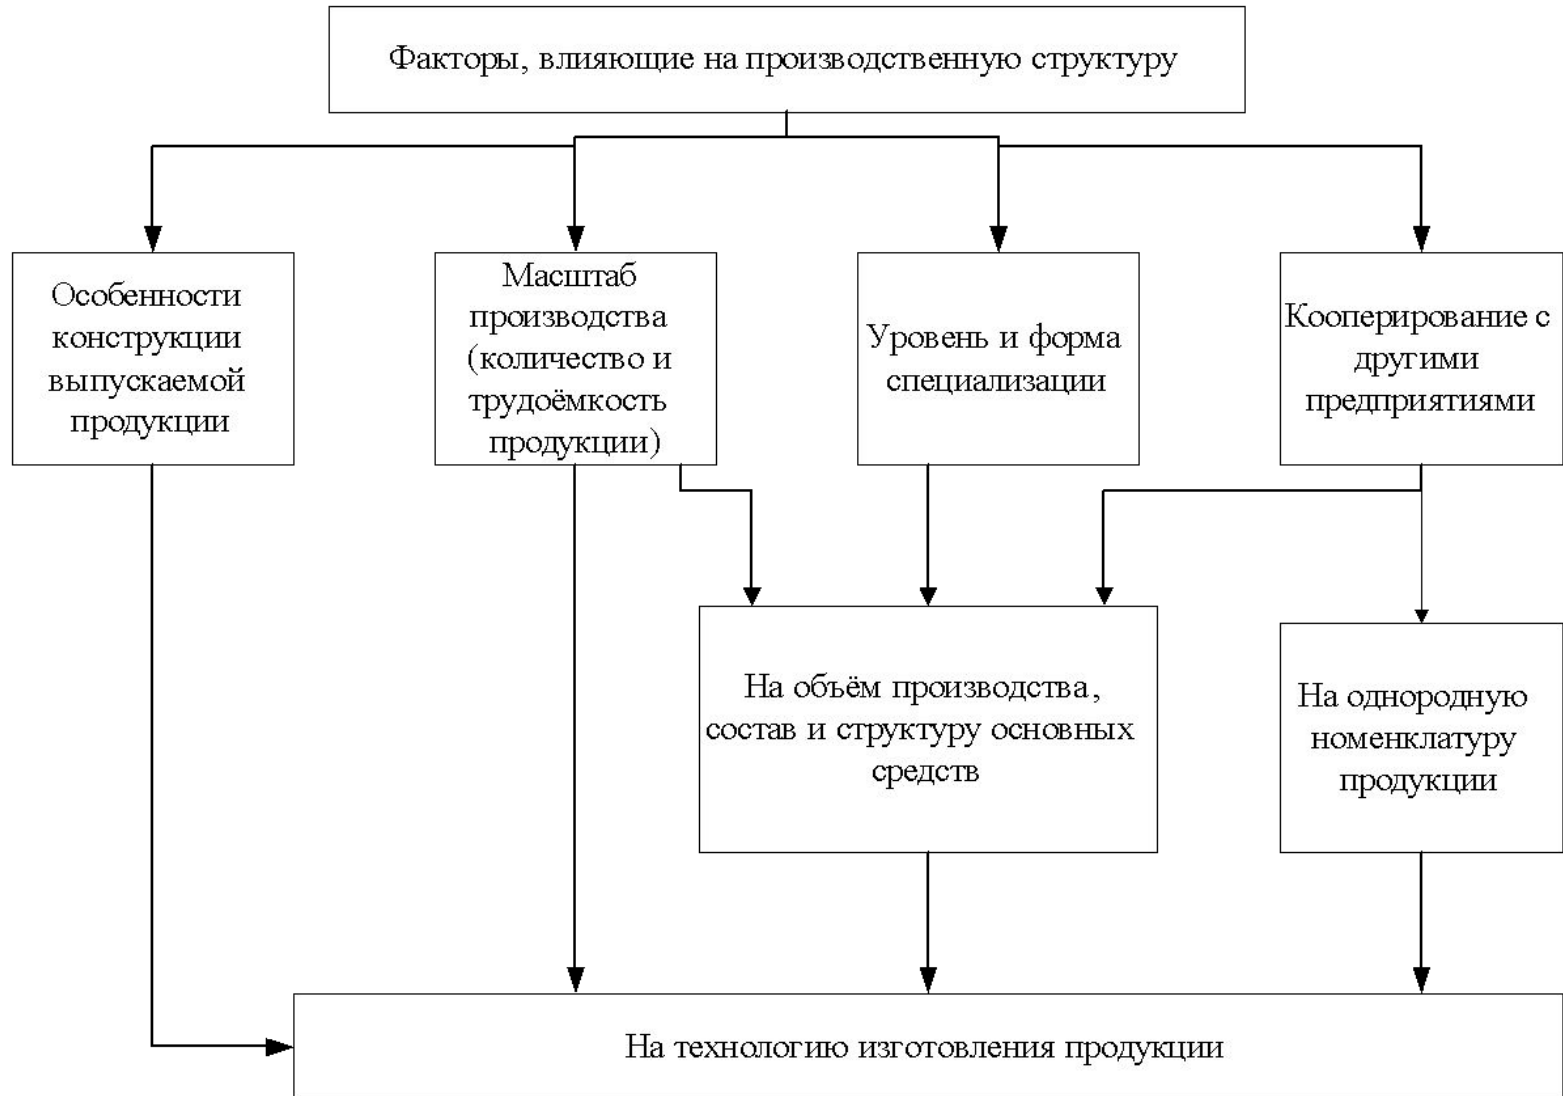 Факторы, влияющие на производственную структуру
Особенности
конструкции
выпускаемой
продукции
Масштаб
производства
(количество и
трудоёмкость
продукции)
Уровень и форма
специализации
Кооперирование с
другими
предприятиями
На объём производства,
состав и структуру основных
средств
На однородную
номенклатуру
продукции
На технологию изготовления продукции